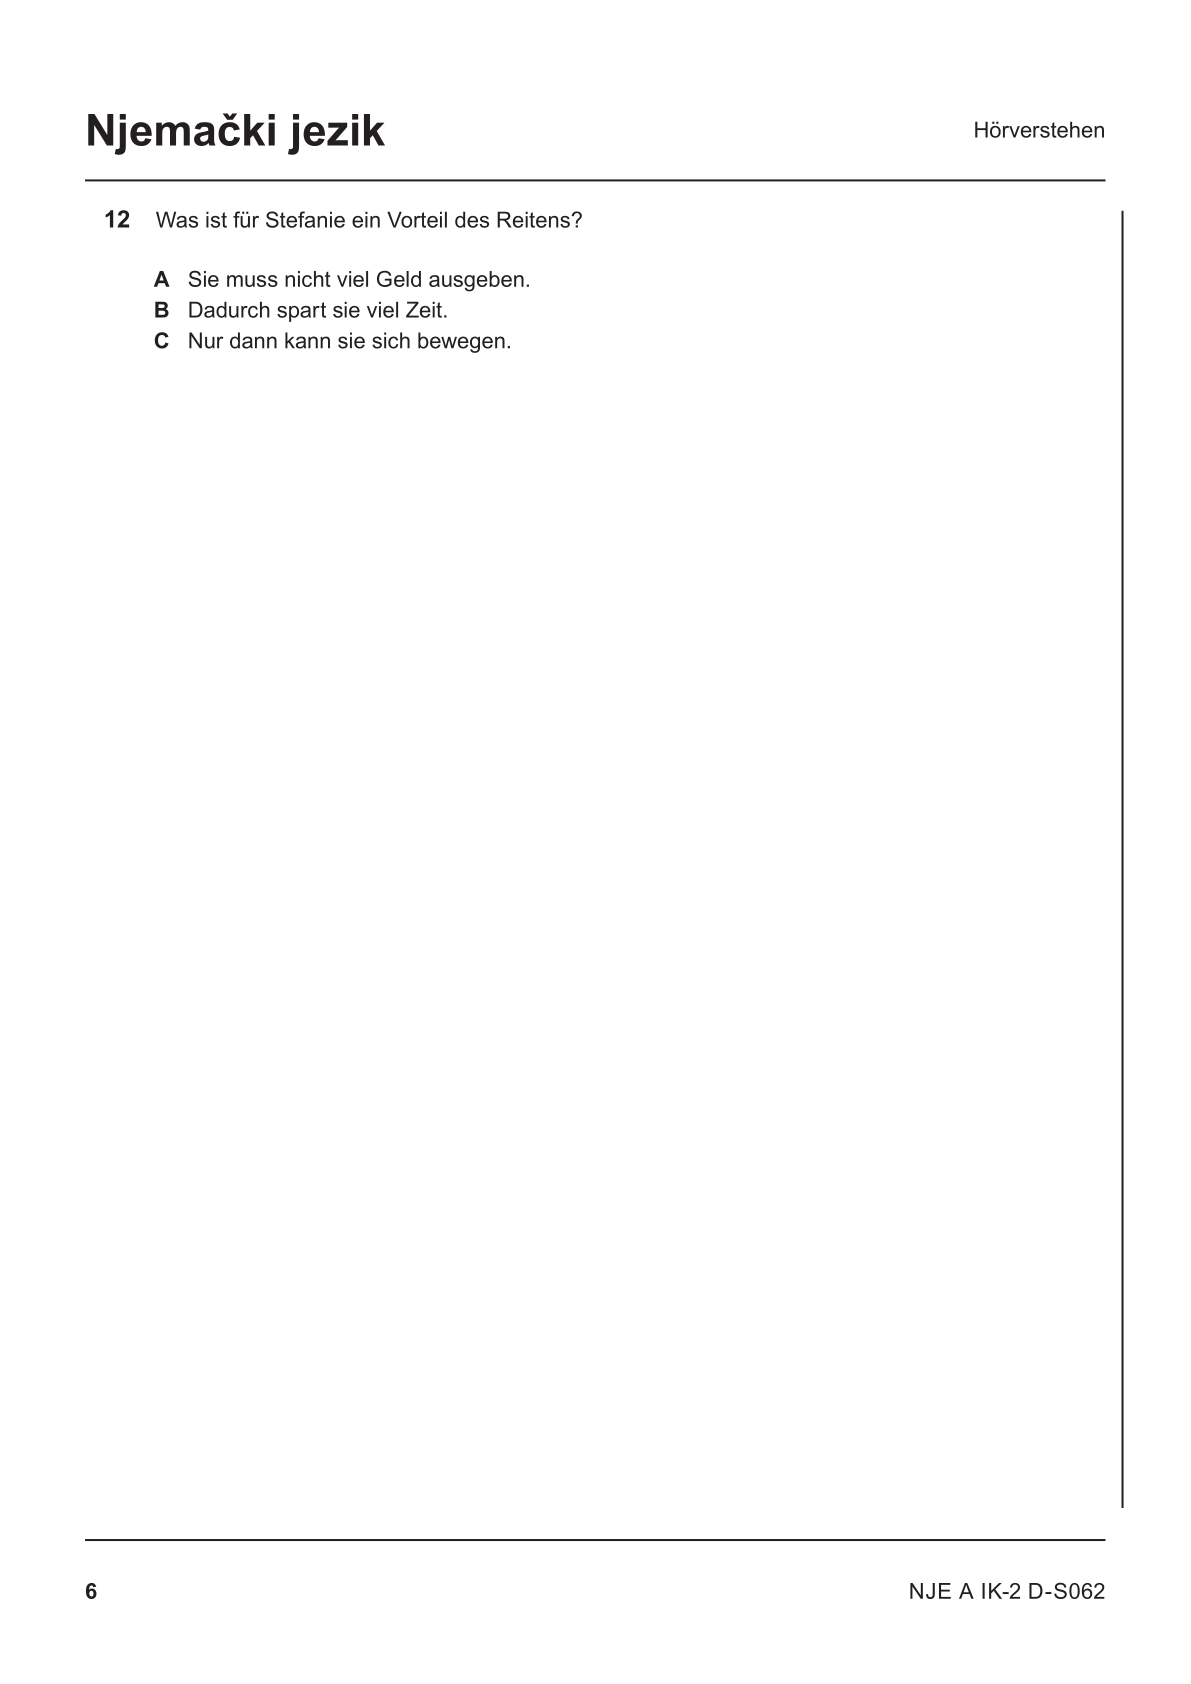 Njemački jezik
Hörverstehen
12 Was ist für Stefanie ein Vorteil des Reitens?
A Sie muss nicht viel Geld ausgeben.
B Dadurch spart sie viel Zeit.
C Nur dann kann sie sich bewegen.
6
NJE A IK-2 D-S062